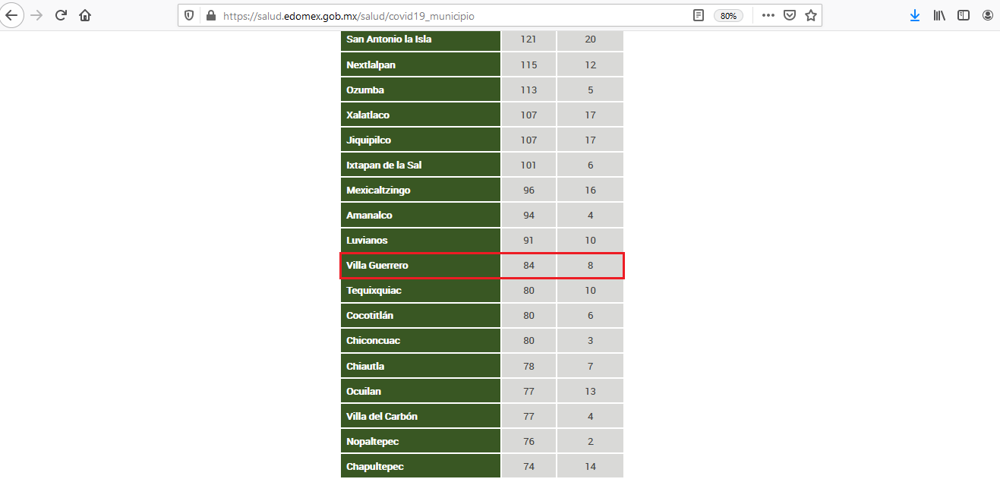 https://salud.edomex.gob.mx/salud/covid19_municipio 80%
San Antonio la Isla 121 20
Nextlalpan 115 12
Ozumba 113 5
Xalatlaco 107 17
Jiquipilco 107 17
Ixtapan de la Sal 101 6
Mexicaltzingo 96 16
Amanalco 94 4
Luvianos 91 10
Villa Guerrero 84 8
Tequixquiac 80 10
Cocotitlán 80 6
Chiconcuac 80 3
Chiautla 78 7
Ocuilan 77 13
Villa del Carbón 77 4
Nopaltepec 76 2
Chapultepec 74 14